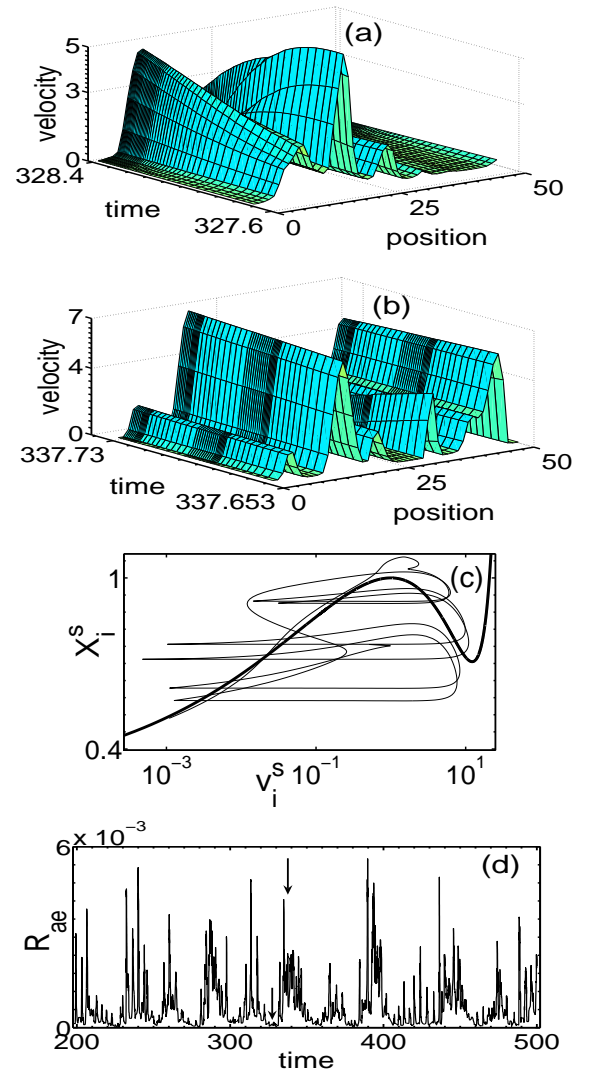 (a)
5
3
0
velocity
328.4
time
327.6
0
25
50
position
(b)
7
4
0
velocity
337.73
time
337.653
0
25
50
position
(c)
1
0.4
X_i^s
10^-3
v_i^s
10^-1
10^1
(d)
6
x 10^-3
R_ae
0
200
300
400
500
time